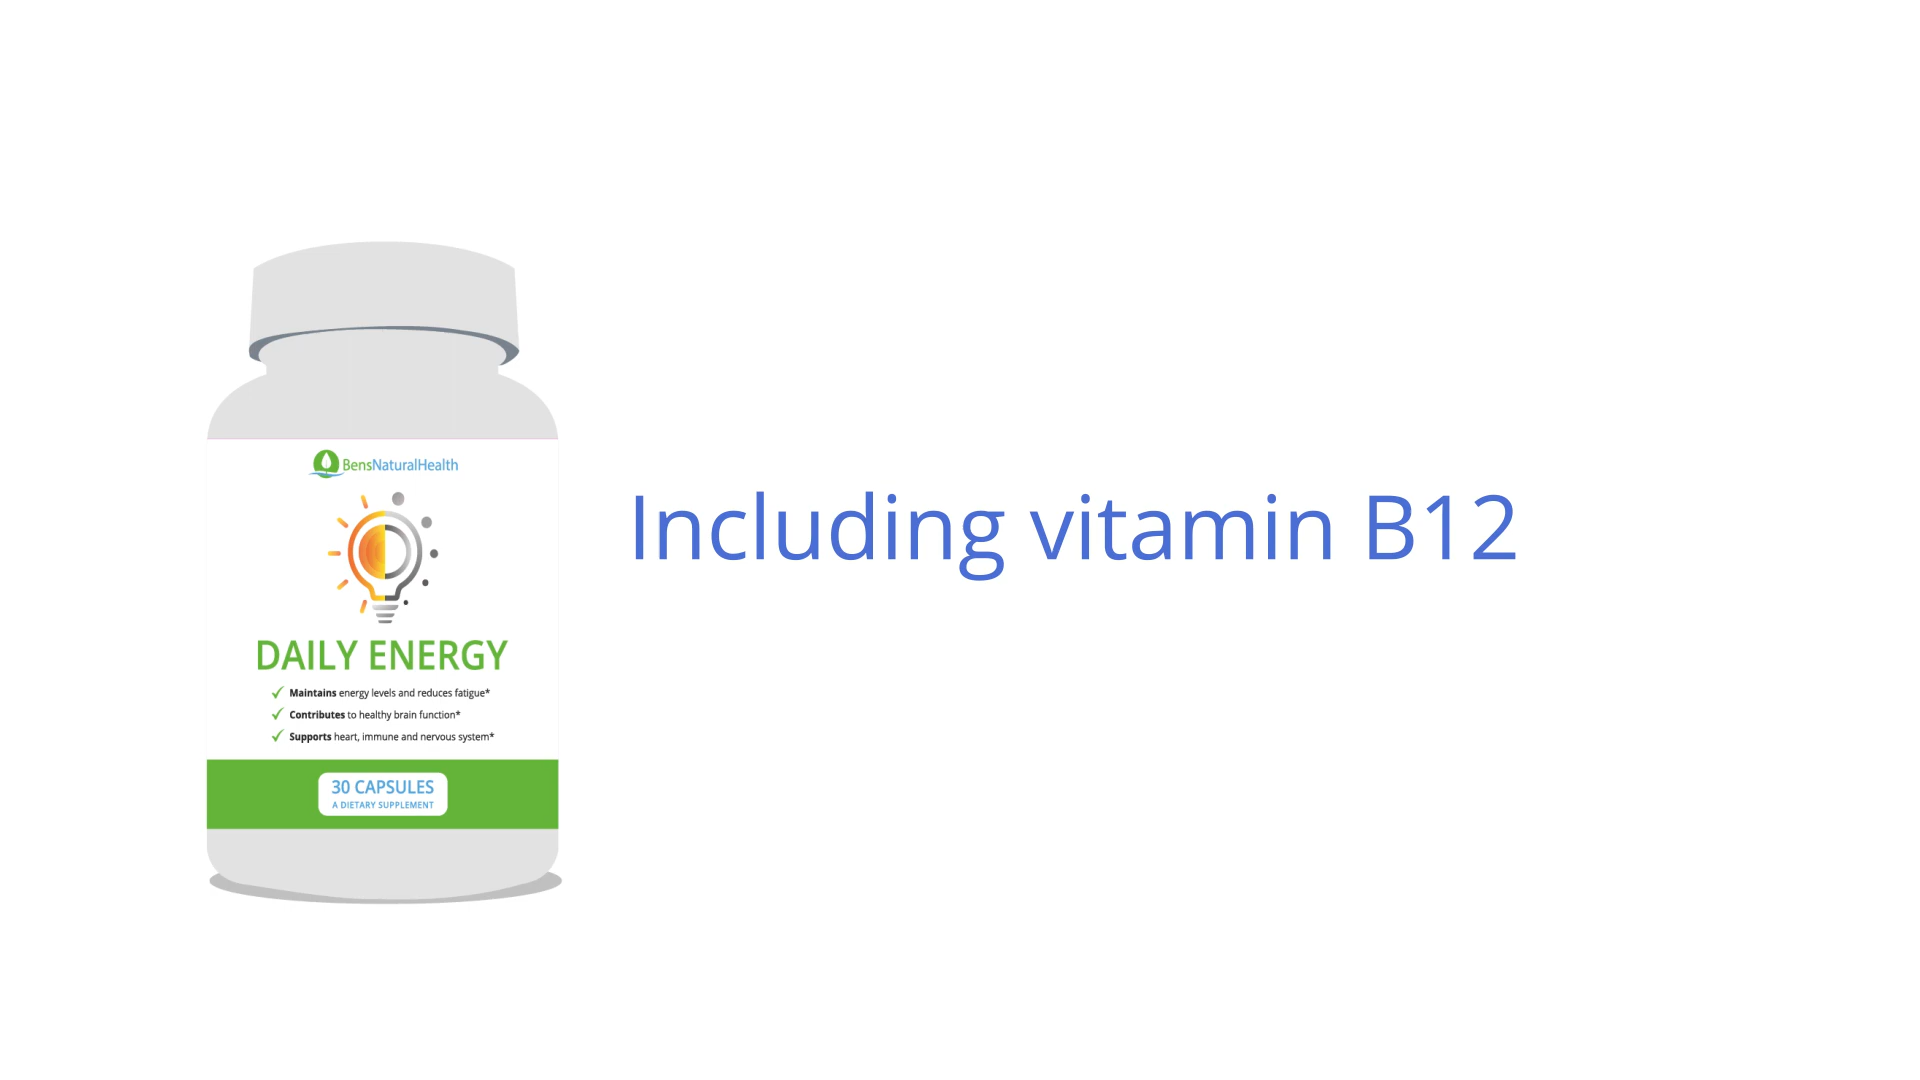 BensNaturalHealth
DAILY ENERGY
Maintains energy levels and reduces fatigue*
Contributes to healthy brain function*
Supports heart, immune and nervous system*
30 CAPSULES
A DIETARY SUPPLEMENT
Including vitamin B12